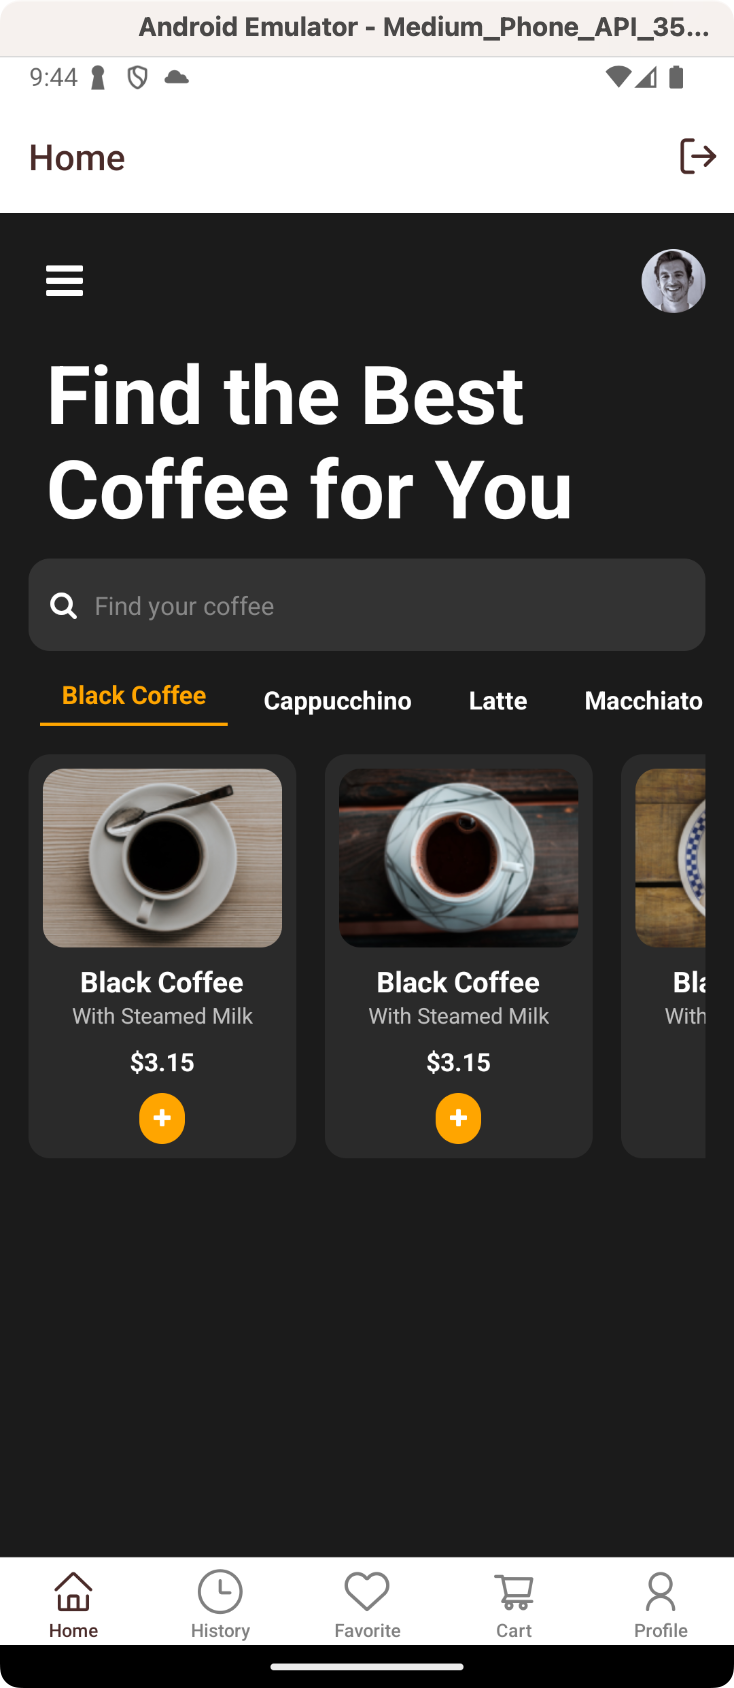 Android Emulator - Medium_Phone_API_35...
9:44
Home
Find the Best
Coffee for You
Find your coffee
Black Coffee Cappucchino Latte Macchiato
Black Coffee Black Coffee Bla
With Steamed Milk With Steamed Milk With
$3.15 $3.15
Home History Favorite Cart Profile